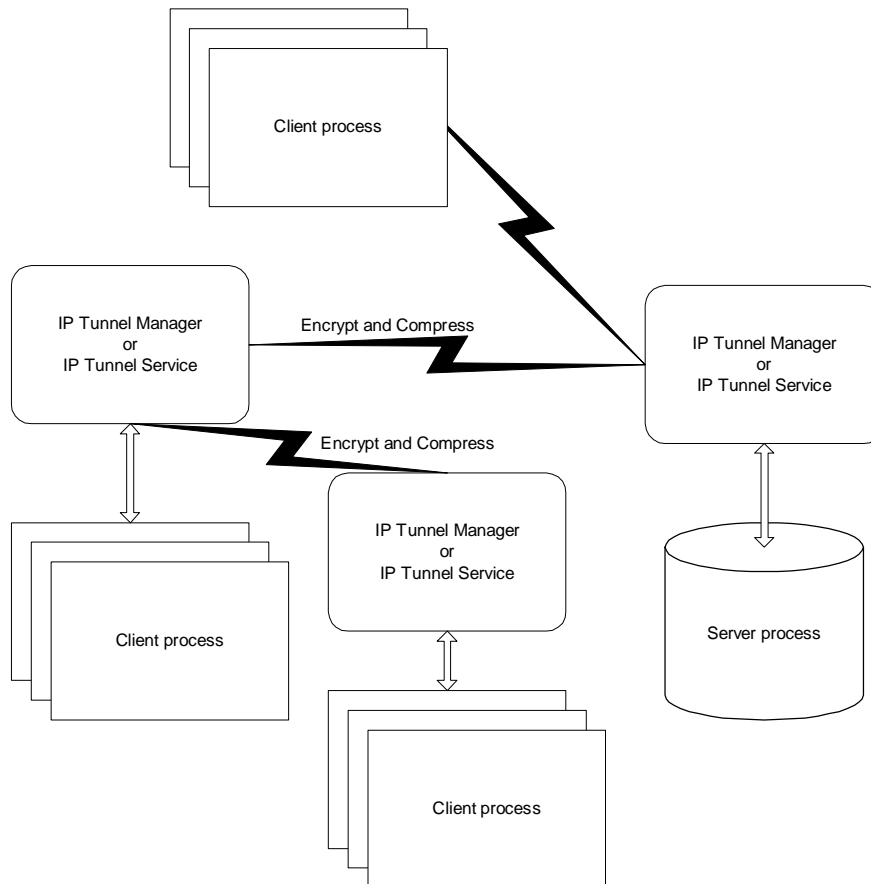 Client process
IP Tunnel Manager
or
IP Tunnel Service
Encrypt and Compress
IP Tunnel Manager
or
IP Tunnel Service
Encrypt and Compress
IP Tunnel Manager
or
IP Tunnel Service
Client process
Server process
Client process